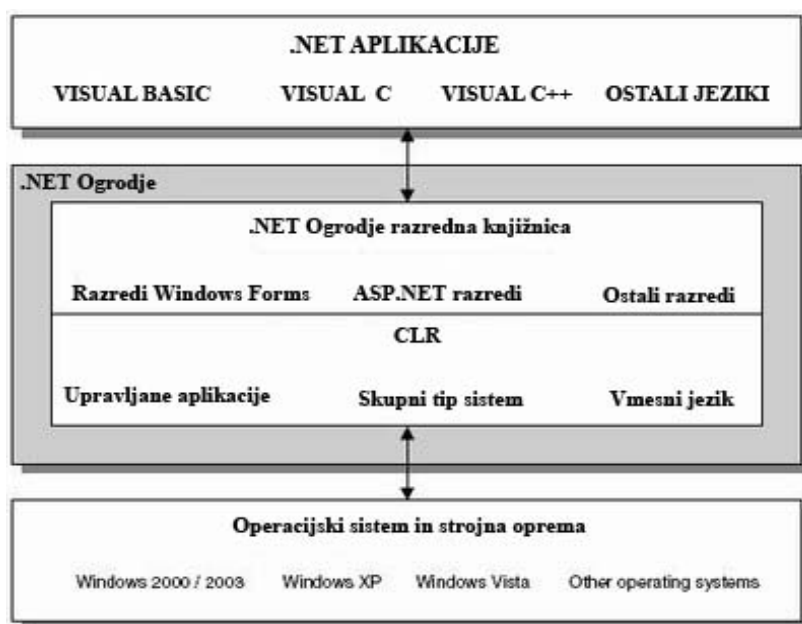 .NET APLIKACIJE
VISUAL BASIC VISUAL C VISUAL C++ OSTALI JEZIKI
.NET Ogrodje
.NET Ogrodje razredna knjižnica
Razredi Windows Forms ASP.NET razredi Ostali razredi
CLR
Upravljane aplikacije Skupni tip sistem Vmesni jezik
Operacijski sistem in strojna oprema
Windows 2000 / 2003 Windows XP Windows Vista Other operating systems